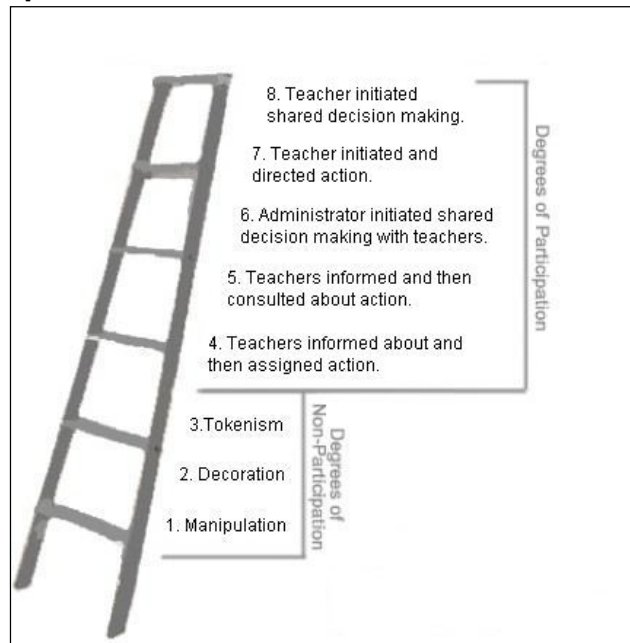 8. Teacher initiated
shared decision making.
7. Teacher initiated and
directed action.
6. Administrator initiated shared
decision making with teachers.
5. Teachers informed and then
consulted about action.
4. Teachers informed about and
then assigned action.
Degrees of Participation
3.Tokenism
2. Decoration
1. Manipulation
Degrees of
Non-Participation